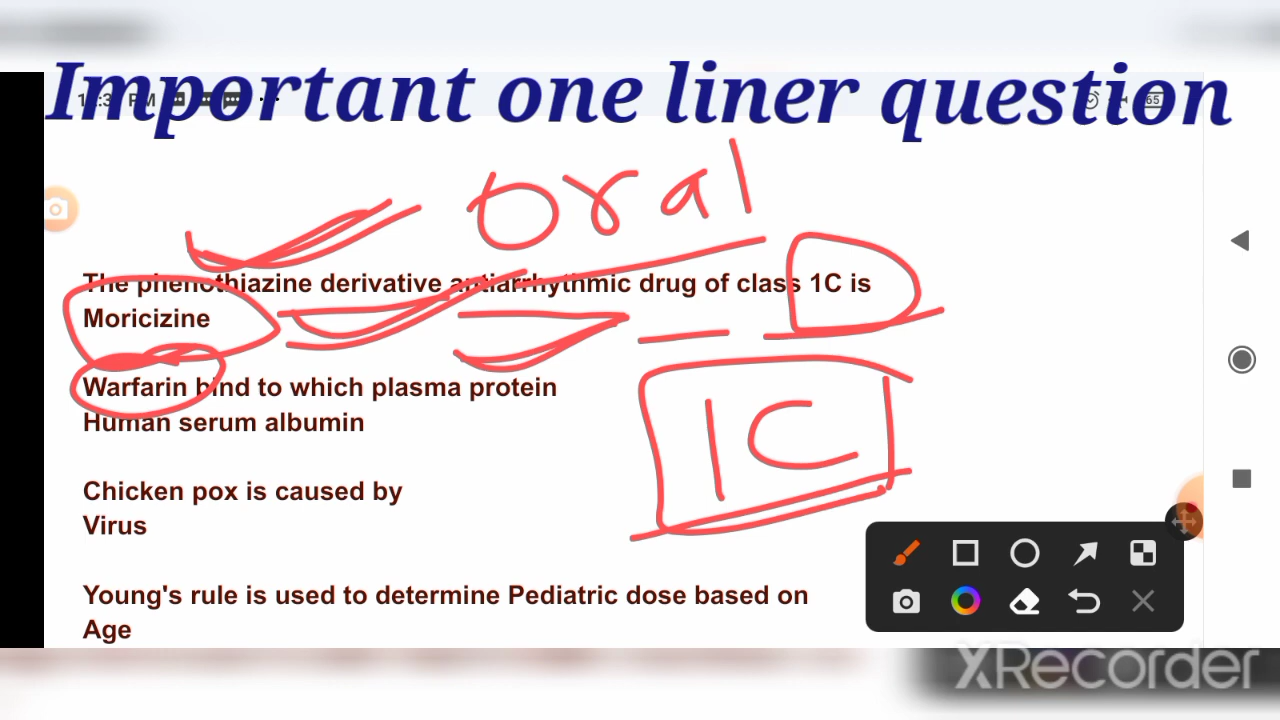 Important one liner question
65
oral
The phenothiazine derivative antiarrhythmic drug of class 1C is
Moricizine
Warfarin bind to which plasma protein
Human serum albumin
1C
Chicken pox is caused by
Virus
Young's rule is used to determine Pediatric dose based on
Age
XRecorder